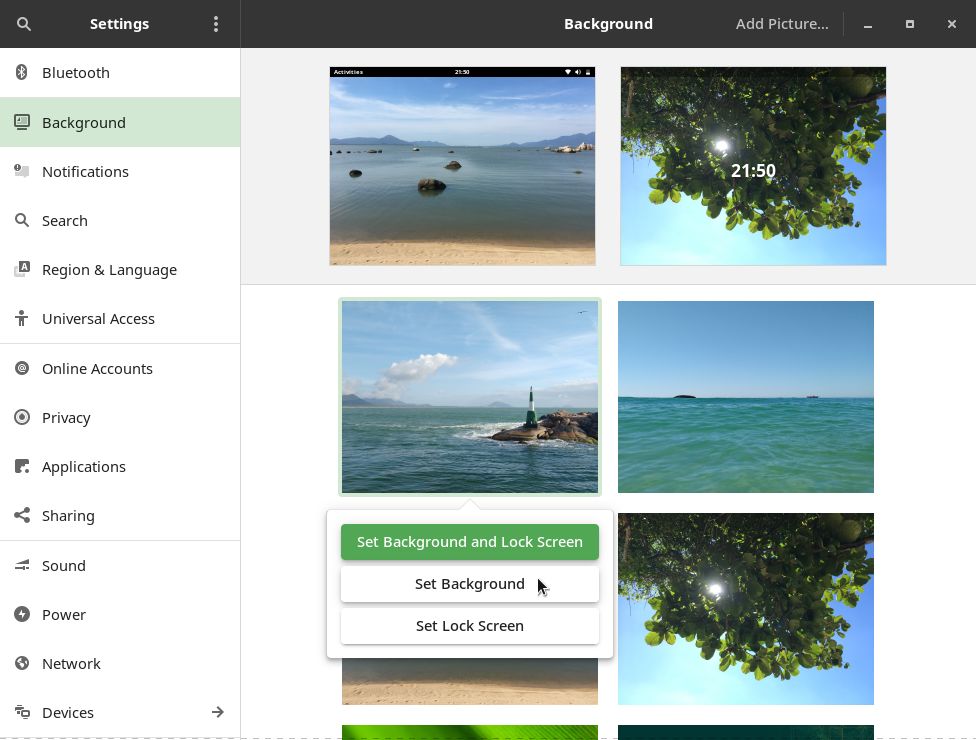 Settings
Background
Add Picture...
Bluetooth
Background
Notifications
Search
Region & Language
Universal Access
Online Accounts
Privacy
Applications
Sharing
Sound
Power
Network
Devices
Activities
21:50
21:50
Set Background and Lock Screen
Set Background
Set Lock Screen